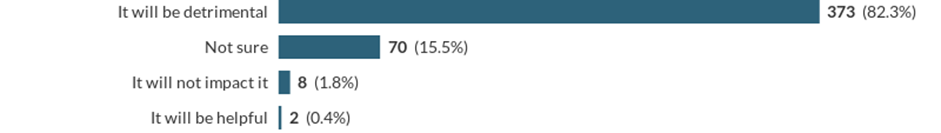 It will be detrimental 373 (82.3%)
Not sure 70 (15.5%)
It will not impact it 8 (1.8%)
It will be helpful 2 (0.4%)